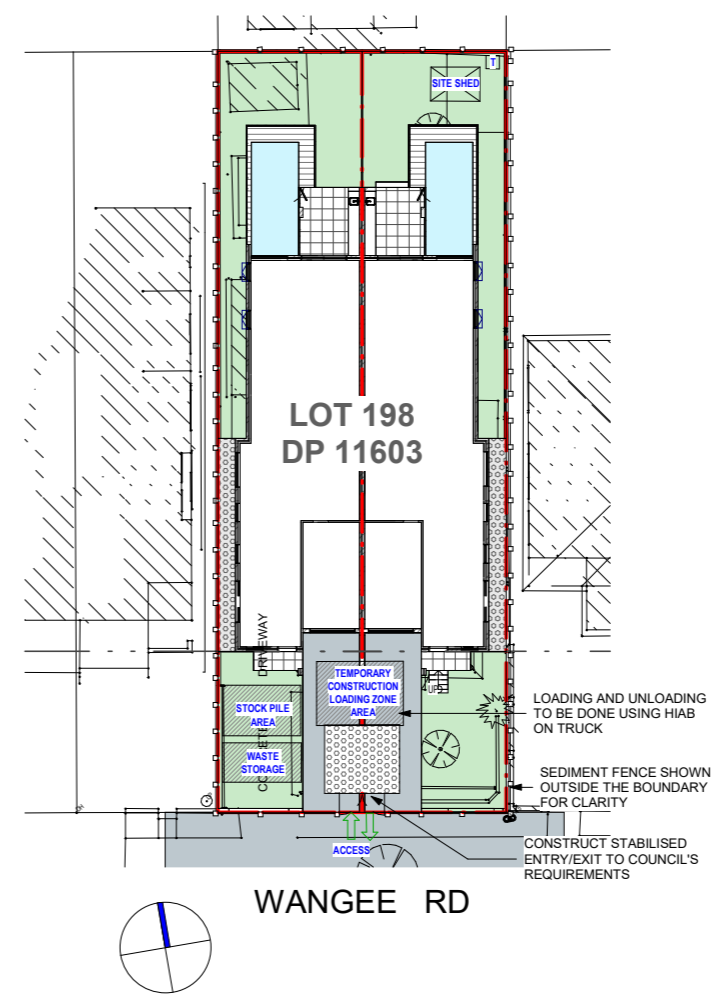 T
SITE SHED
LOT 198
DP 11603
TEMPORARY
CONSTRUCTION
LOADING ZONE
AREA
UP
STOCK PILE
AREA
WASTE
STORAGE
LOADING AND UNLOADING
TO BE DONE USING HIAB
ON TRUCK
SEDIMENT FENCE SHOWN
OUTSIDE THE BOUNDARY
FOR CLARITY
CONSTRUCT STABILISED
ENTRY/EXIT TO COUNCIL'S
REQUIREMENTS
ACCESS
WANGEE RD